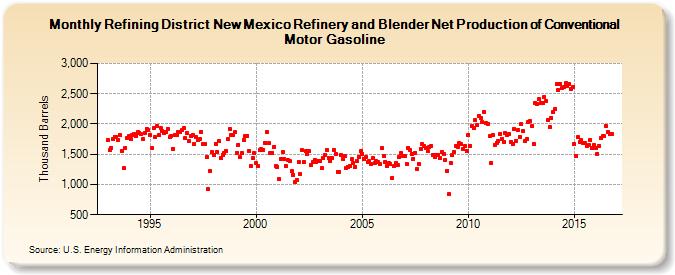 Monthly Refining District New Mexico Refinery and Blender Net Production of Conventional
Motor Gasoline
Thousand Barrels
3,000
2,500
2,000
1,500
1,000
500
1995
2000
2005
2010
2015
Source: U.S. Energy Information Administration